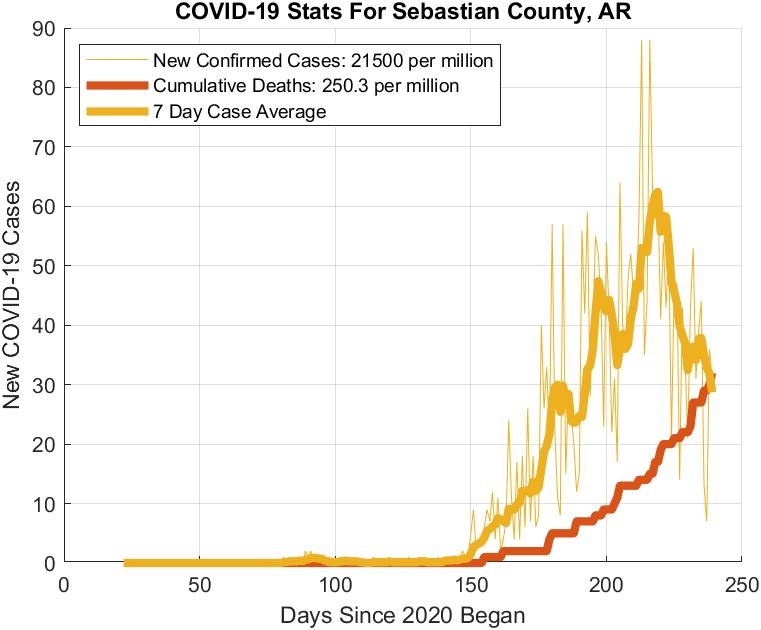 COVID-19 Stats For Sebastian County, AR
90
80
70
60
50
40
30
20
10
0
New COVID-19 Cases
New Confirmed Cases: 21500 per million
Cumulative Deaths: 250.3 per million
7 Day Case Average
0 50 100 150 200 250
Days Since 2020 Began